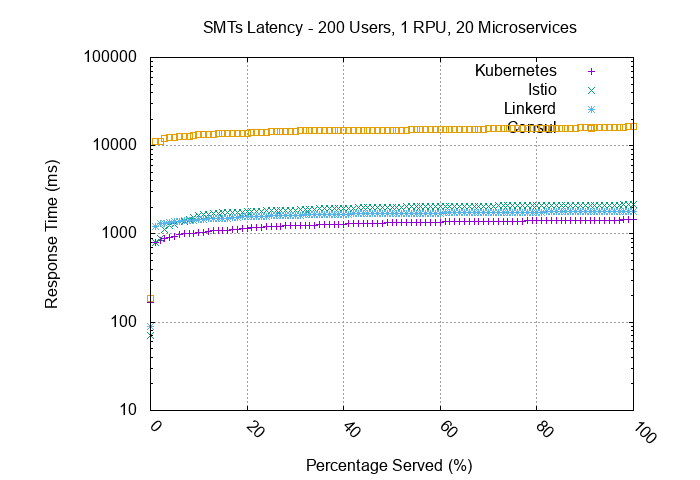 SMTs Latency - 200 Users, 1 RPU, 20 Microservices
100000
10000
1000
100
10
Response Time (ms)
Kubernetes
Istio
Linkerd
Consul
0
20
40
60
80
100
Percentage Served (%)